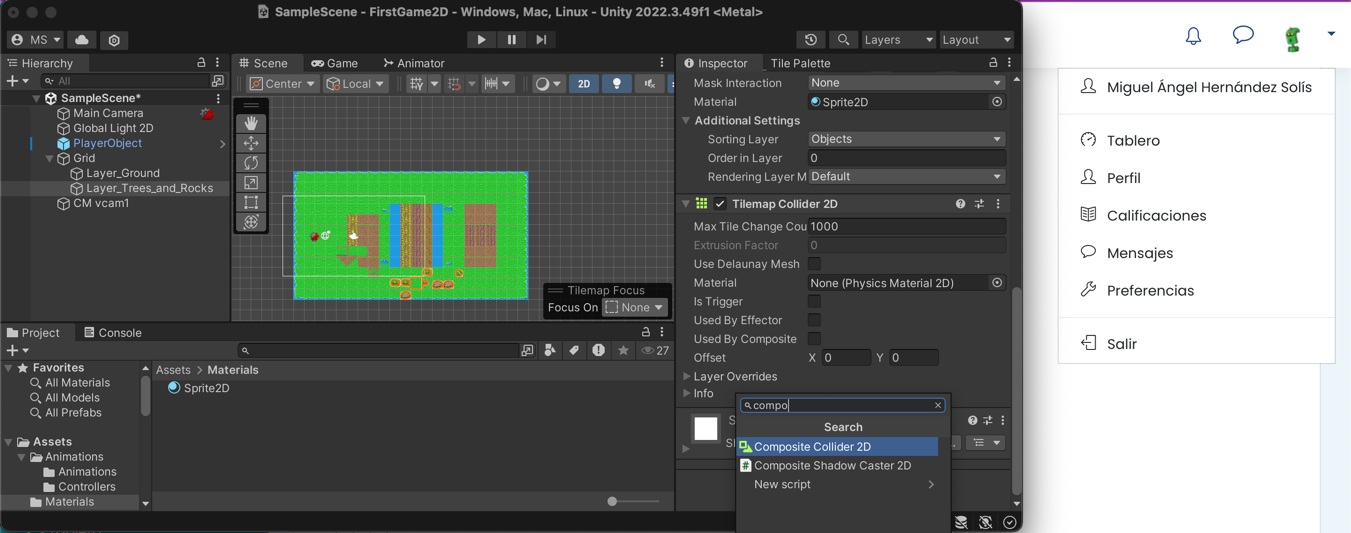 SampleScene - FirstGame2D - Windows, Mac, Linux - Unity 2022.3.49f1 <Metal>
MS
Layers
Layout
Hierarchy
All
SampleScene*
Main Camera
Global Light 2D
PlayerObject
Grid
Layer_Ground
Layer_Trees_and_Rocks
CM vcam1
Scene
Game
Animator
Center
Local
2D
Tilemap Focus
Focus On
None
Inspector
Tile Palette
Mask Interaction
None
Material
Sprite2D
Additional Settings
Sorting Layer
Objects
Order in Layer
0
Rendering Layer M
Default
Tilemap Collider 2D
Max Tile Change Cou
1000
Extrusion Factor
0
Use Delaunay Mesh
Material
None (Physics Material 2D)
Is Trigger
Used By Effector
Used By Composite
Offset
X
0
Y
0
Layer Overrides
Info
compo
Search
Composite Collider 2D
Composite Shadow Caster 2D
New script
Project
Console
27
Favorites
All Materials
All Models
All Prefabs
Assets
Animations
Animations
Controllers
Materials
Assets > Materials
Sprite2D
Miguel Ángel Hernández Solís
Tablero
Perfil
Calificaciones
Mensajes
Preferencias
Salir